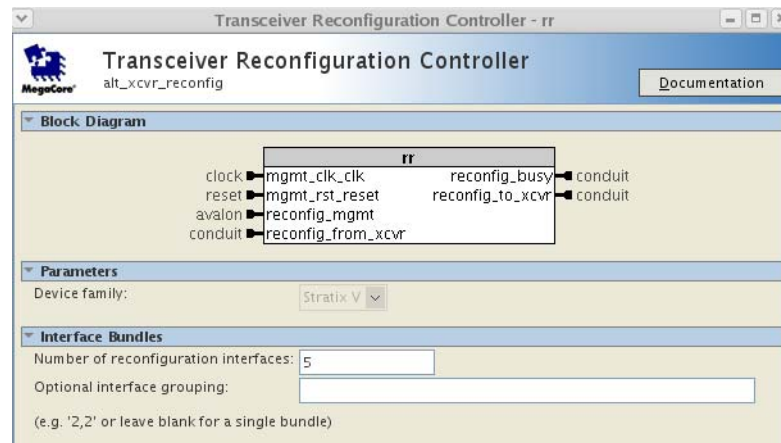 Transceiver Reconfiguration Controller - rr
Transceiver Reconfiguration Controller
MegaCore®
alt_xcvr_reconfig
Documentation
Block Diagram
rr
clock mgmt_clk_clk reconfig_busy conduit
reset mgmt_rst_reset reconfig_to_xcvr conduit
avalon reconfig_mgmt
conduit reconfig_from_xcvr
Parameters
Device family: Stratix V
Interface Bundles
Number of reconfiguration interfaces: 5
Optional interface grouping:
(e.g. '2,2' or leave blank for a single bundle)